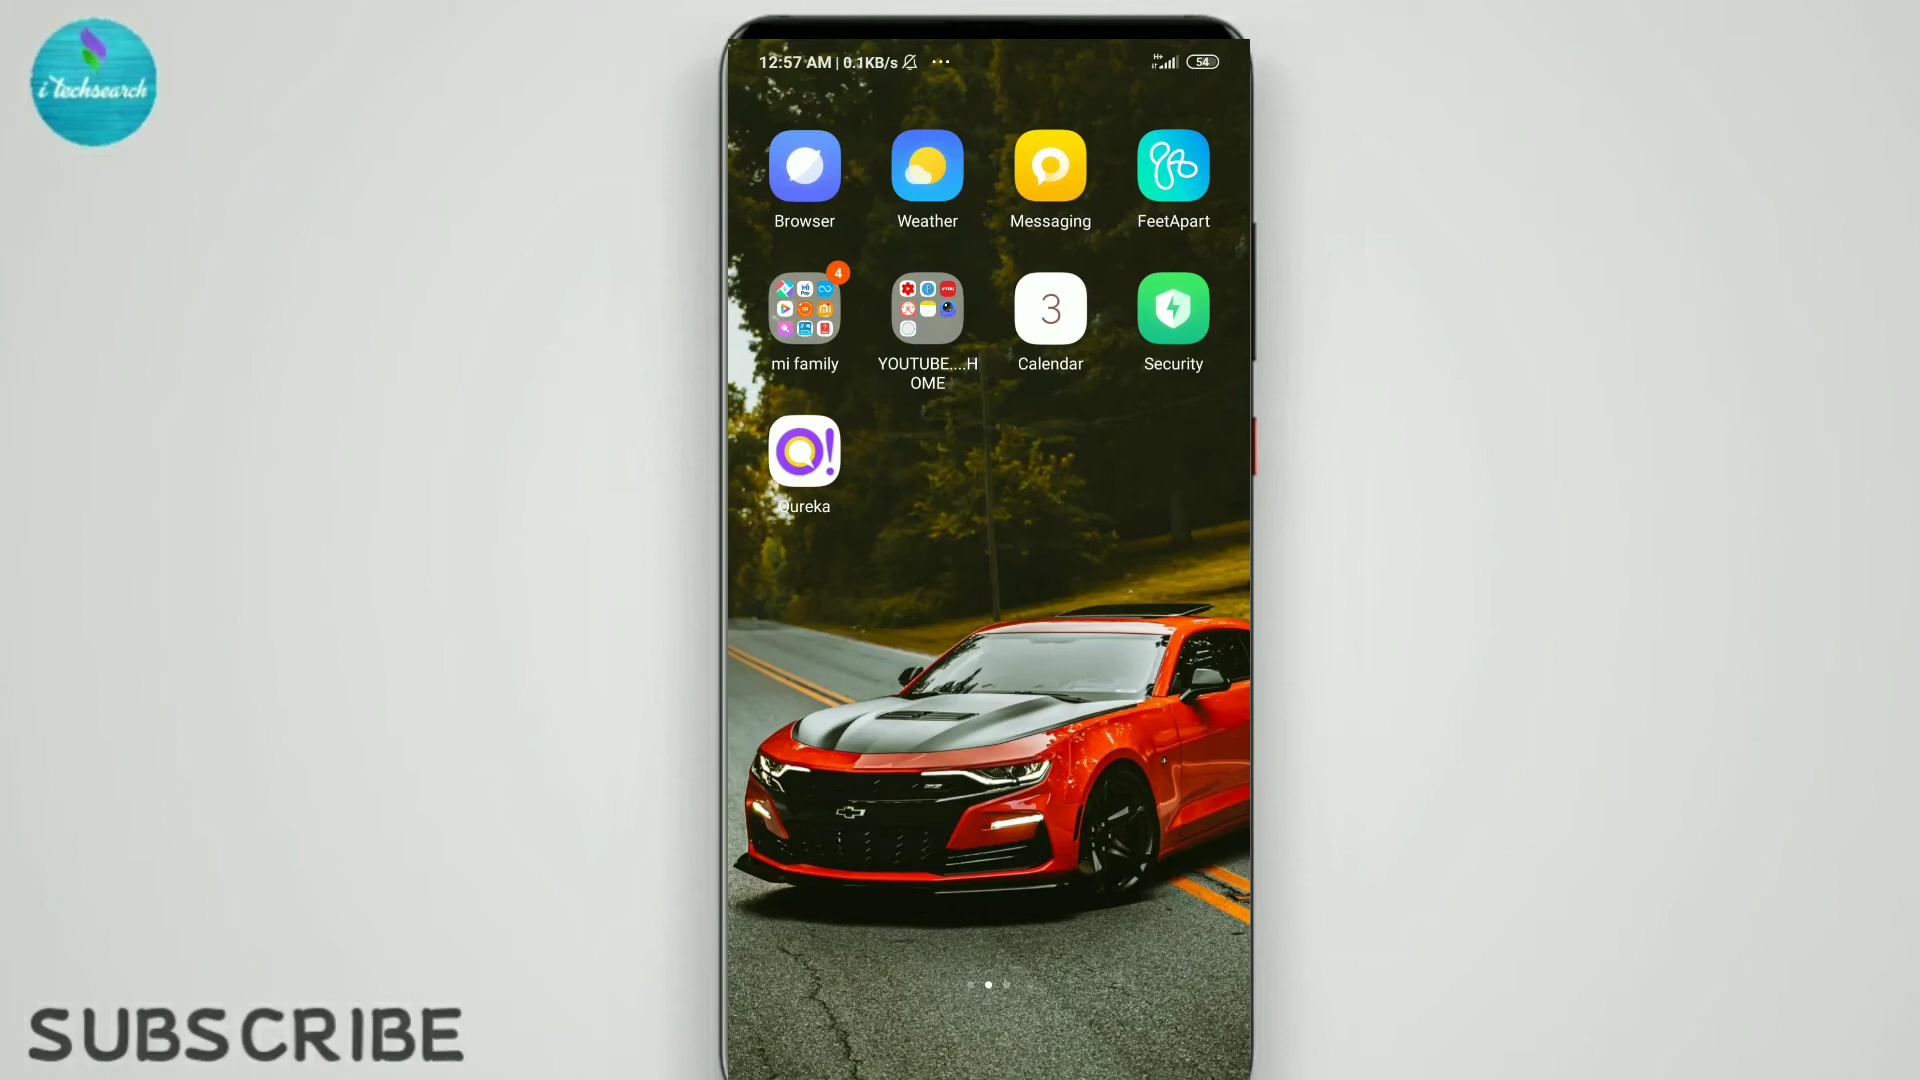 i Techsearch
12:57 AM | 0.1KB/s
H+
54
Browser
Weather
Messaging
FeetApart
4
3
mi family
YOUTUBE....H
OME
Calendar
Security
Qureka
SUBSCRIBE